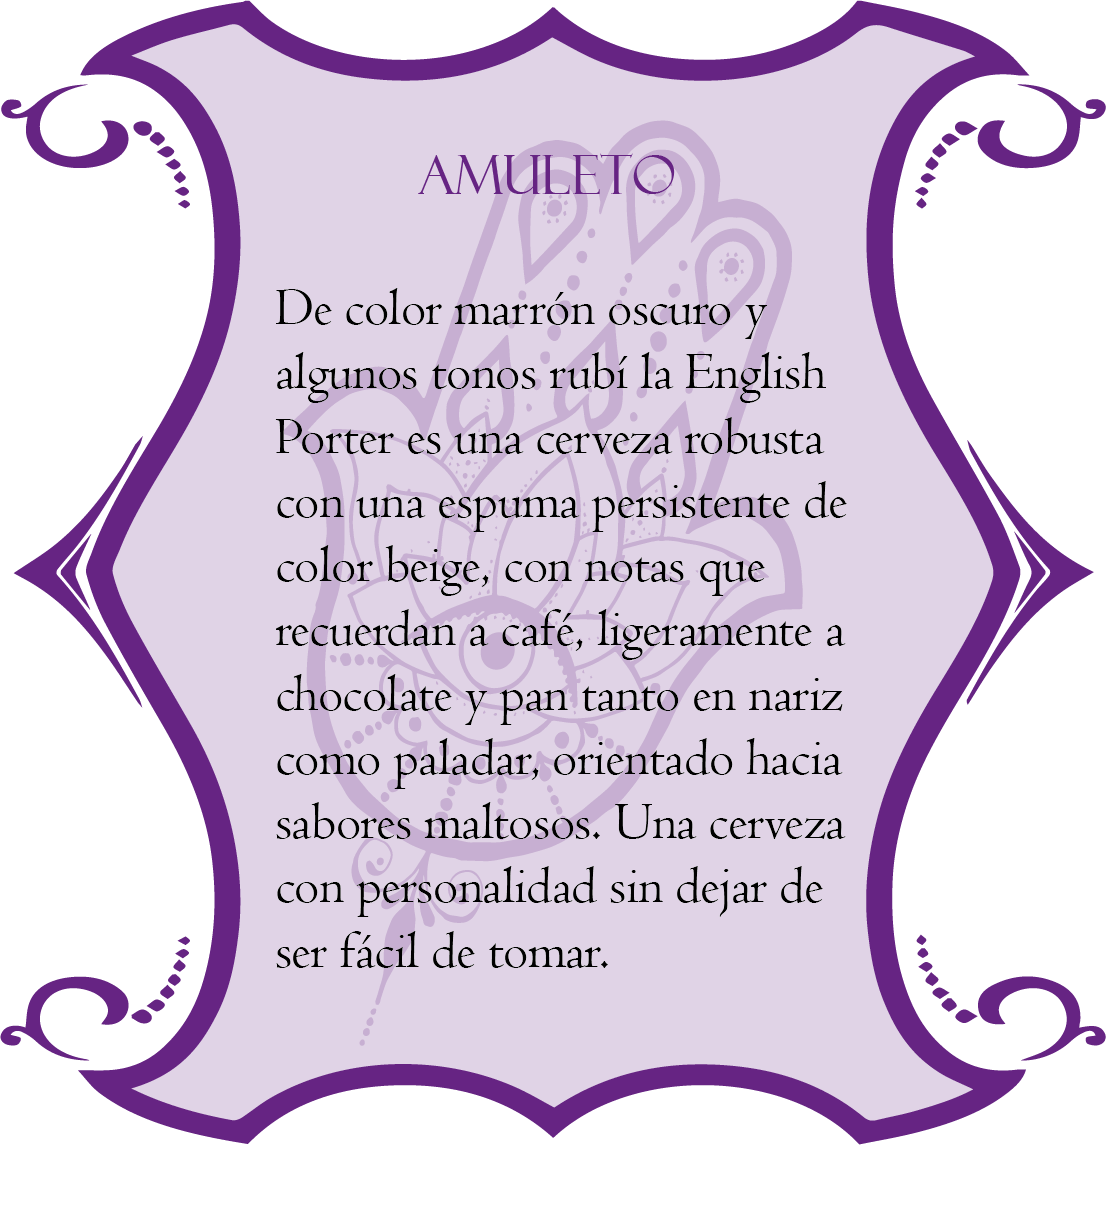 AMULETO
De color marrón oscuro y
algunos tonos rubí la English
Porter es una cerveza robusta
con una espuma persistente de
color beige, con notas que
recuerdan a café, ligeramente a
chocolate y pan tanto en nariz
como paladar, orientado hacia
sabores maltosos. Una cerveza
con personalidad sin dejar de
ser fácil de tomar.